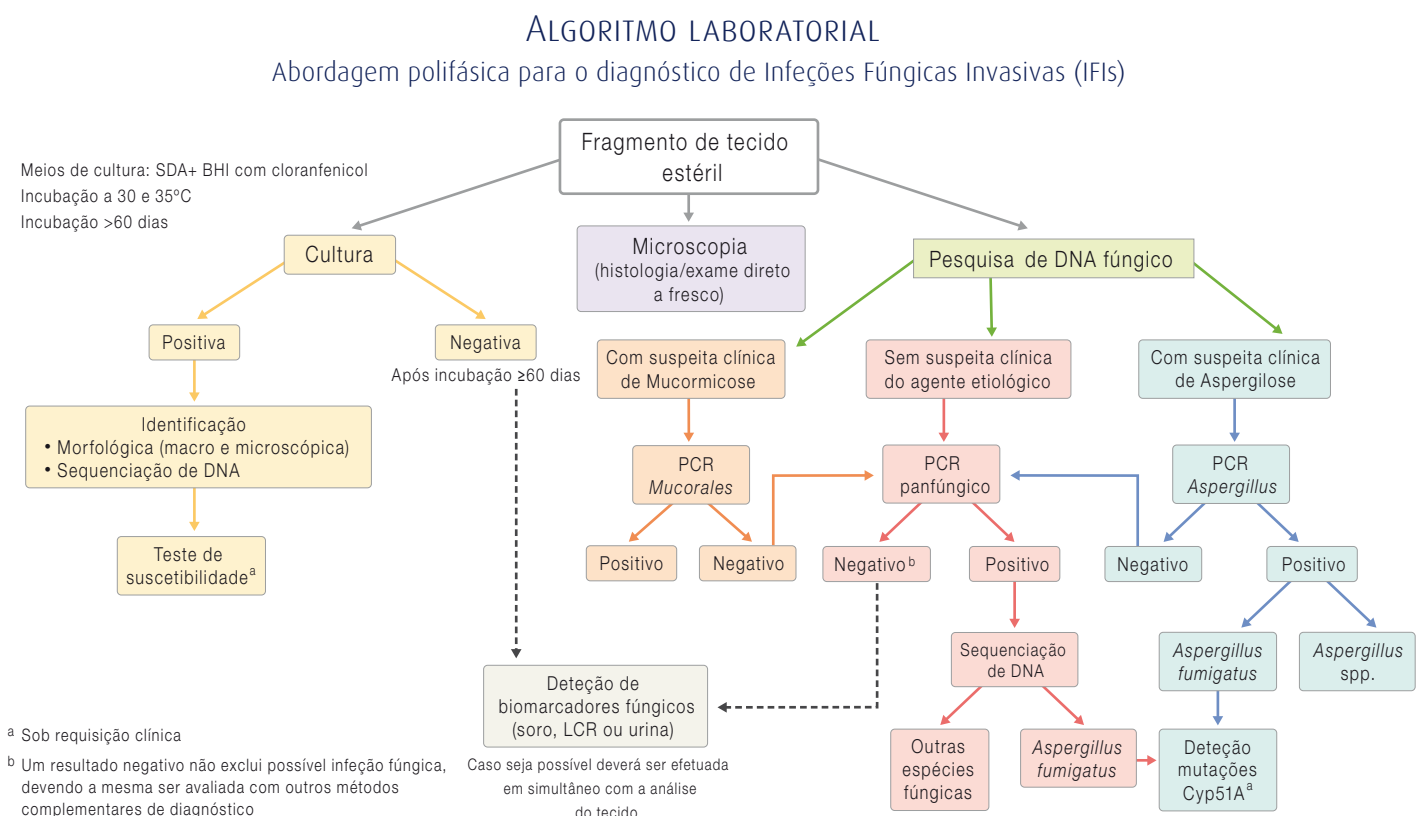 ALGORITMO LABORATORIAL
Abordagem polifásica para o diagnóstico de Infeções Fúngicas Invasivas (IFIs)
Meios de cultura: SDA+ BHI com cloranfenicol
Incubação a 30 e 35ºC
Incubação >60 dias
Fragmento de tecido
estéril
Cultura
Microscopia
(histologia/exame direto
a fresco)
Pesquisa de DNA fúngico
Positiva
Negativa
Após incubação ≥60 dias
Com suspeita clínica
de Mucormicose
Sem suspeita clínica
do agente etiológico
Com suspeita clínica
de Aspergilose
Identificação
• Morfológica (macro e microscópica)
• Sequenciação de DNA
PCR
Mucorales
PCR
panfúngico
PCR
Aspergillus
Teste de
suscetibilidade a
Positivo
Negativo
Negativo b
Positivo
Negativo
Positivo
Sequenciação
de DNA
Aspergillus
fumigatus
Aspergillus
spp.
Deteção de
biomarcadores fúngicos
(soro, LCR ou urina)
Caso seja possível deverá ser efetuada
em simultâneo com a análise
do tecido
Outras
espécies
fúngicas
Aspergillus
fumigatus
Deteção
mutações
Cyp51A a
a Sob requisição clínica
b Um resultado negativo não exclui possível infeção fúngica,
devendo a mesma ser avaliada com outros métodos
complementares de diagnóstico